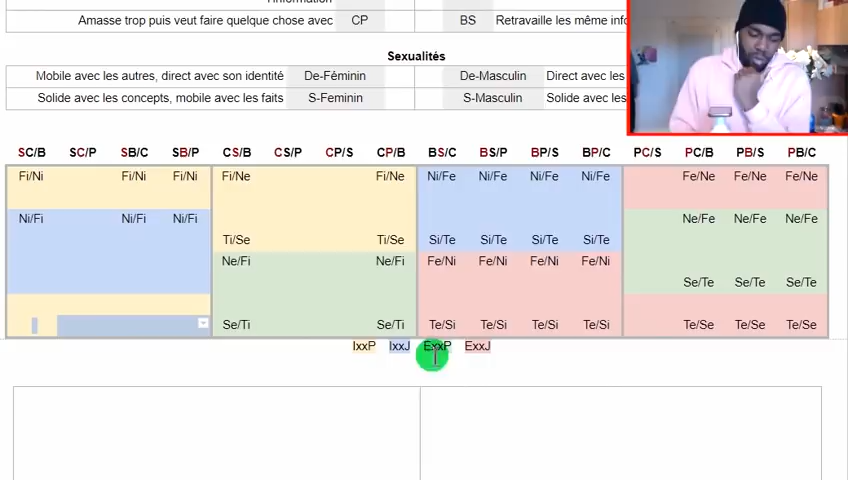 l'information
Amasse trop puis veut faire quelque chose avec CP BS Retravaille les même info
Sexualités
Mobile avec les autres, direct avec son identité De-Féminin De-Masculin Direct avec les
Solide avec les concepts, mobile avec les faits S-Feminin S-Masculin Solide avec les
SC/B SC/P SB/C SB/P CS/B CS/P CP/S CP/B BS/C BS/P BP/S BP/C PC/S PC/B PB/S PB/C
Fi/Ni Fi/Ni Fi/Ni Fi/Ne Fi/Ne Ni/Fe Ni/Fe Ni/Fe Ni/Fe Fe/Ne Fe/Ne Fe/Ne
Ni/Fi Ni/Fi Ni/Fi Ne/Fe Ne/Fe Ne/Fe
Ti/Se Ti/Se Si/Te Si/Te Si/Te Si/Te
Ne/Fi Ne/Fi Fe/Ni Fe/Ni Fe/Ni Fe/Ni
Se/Te Se/Te Se/Te
Se/Ti Se/Ti Te/Si Te/Si Te/Si Te/Si Te/Se Te/Se Te/Se
IxxP IxxJ ExxP ExxJ